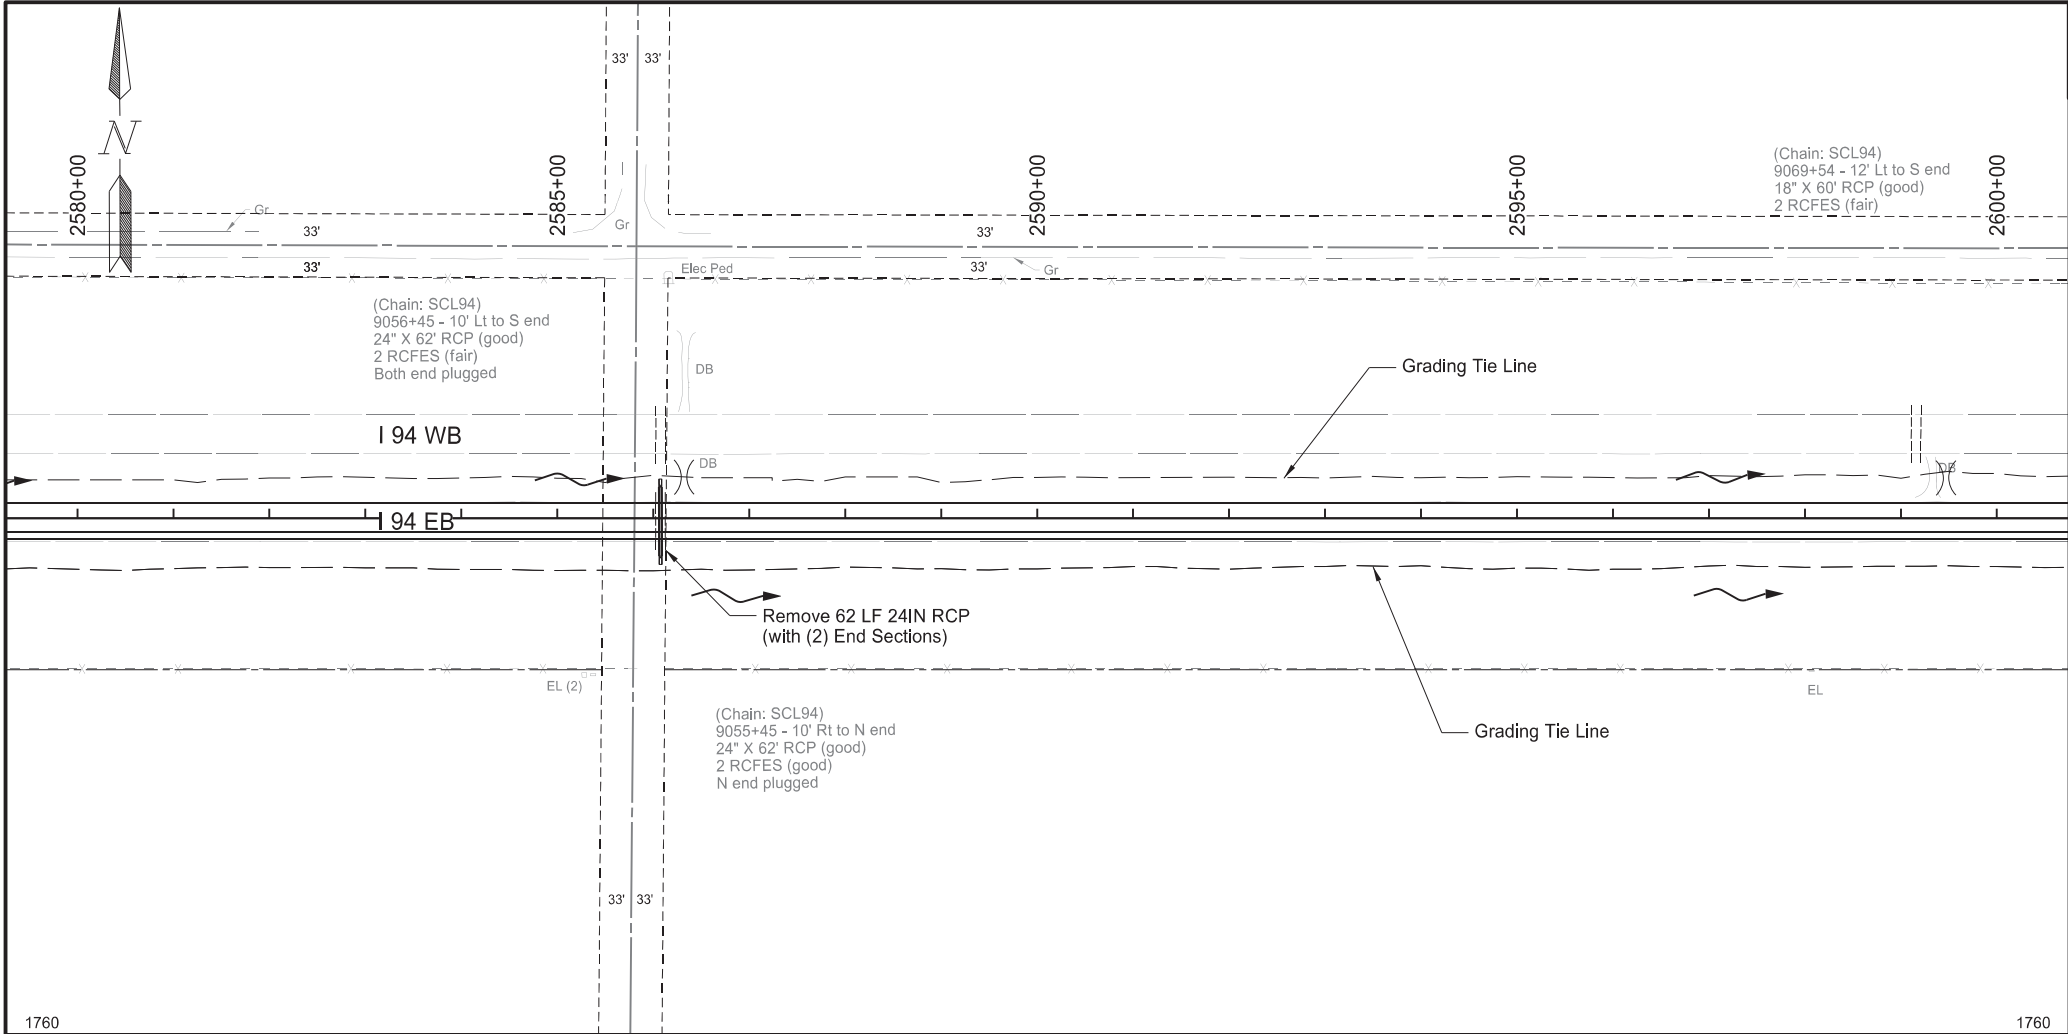 33' 33'
N
2580+00
2585+00
2590+00
2595+00
2600+00
(Chain: SCL94)
9069+54 - 12' Lt to S end
18" X 60' RCP (good)
2 RCFES (fair)
Gr
33'
Gr
33'
33'
Elec Ped
33'
Gr
(Chain: SCL94)
9056+45 - 10' Lt to S end
24" X 62' RCP (good)
2 RCFES (fair)
Both end plugged
DB
Grading Tie Line
I 94 WB
DB
DB
I 94 EB
Remove 62 LF 24IN RCP
(with (2) End Sections)
EL (2)
EL
(Chain: SCL94)
9055+45 - 10' Rt to N end
24" X 62' RCP (good)
2 RCFES (good)
N end plugged
Grading Tie Line
33' 33'
1760
1760